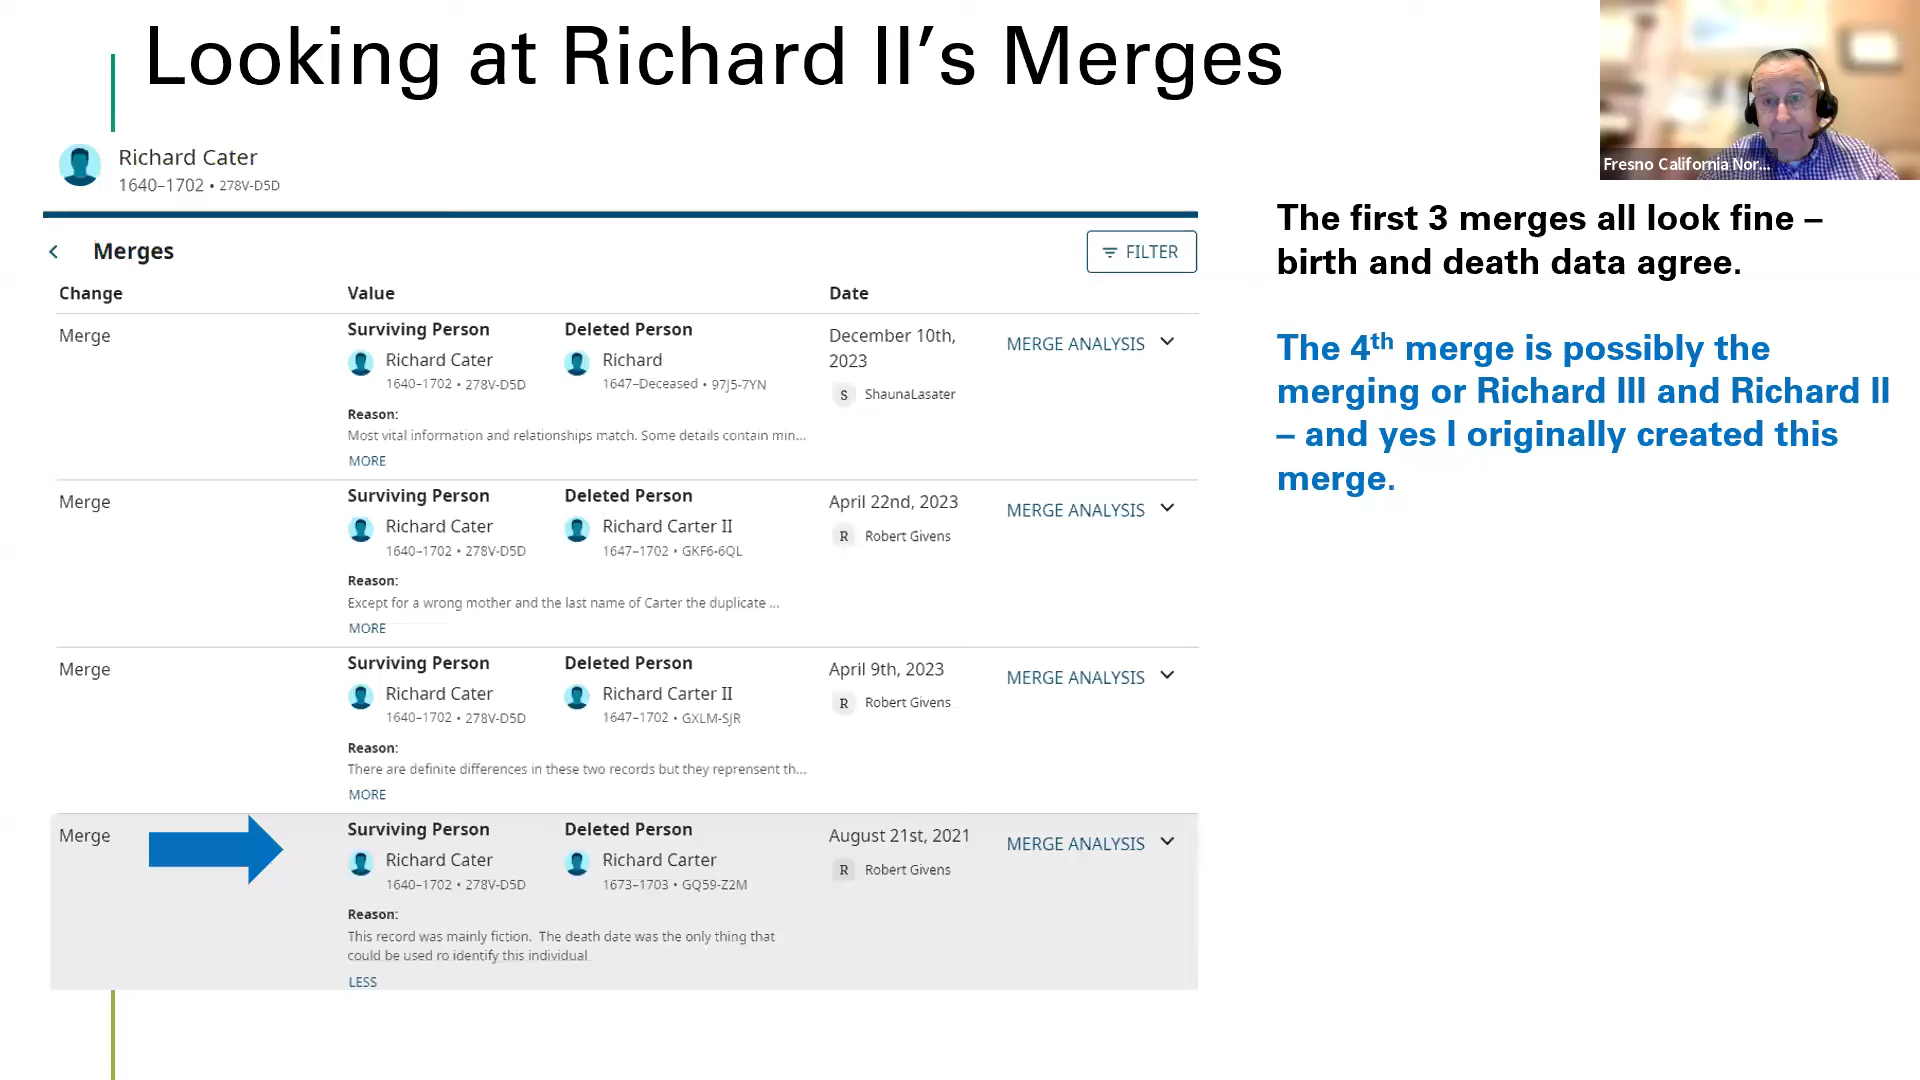 Looking at Richard II’s Merges
Fresno California Nor...
Richard Cater
1640–1702 • 278V-D5D
Merges
FILTER
Change Value Date
Merge
Surviving Person Deleted Person
Richard Cater Richard
1640–1702 • 278V-D5D 1647–Deceased • 97J5-7YN
Reason:
Most vital information and relationships match. Some details contain min...
MORE
December 10th,
2023
S ShaunaLasater
MERGE ANALYSIS
Merge
Surviving Person Deleted Person
Richard Cater Richard Carter II
1640–1702 • 278V-D5D 1647–1702 • GKF6-6QL
Reason:
Except for a wrong mother and the last name of Carter the duplicate ...
MORE
April 22nd, 2023
R Robert Givens
MERGE ANALYSIS
Merge
Surviving Person Deleted Person
Richard Cater Richard Carter II
1640–1702 • 278V-D5D 1647–1702 • GXLM-SJR
Reason:
There are definite differences in these two records but they reprensent th...
MORE
April 9th, 2023
R Robert Givens
MERGE ANALYSIS
Merge
Surviving Person Deleted Person
Richard Cater Richard Carter
1640–1702 • 278V-D5D 1673–1703 • GQ59-Z2M
Reason:
This record was mainly fiction. The death date was the only thing that
could be used ro identify this individual
LESS
August 21st, 2021
R Robert Givens
MERGE ANALYSIS
The first 3 merges all look fine –
birth and death data agree.
The 4th merge is possibly the
merging or Richard III and Richard II
– and yes I originally created this
merge.